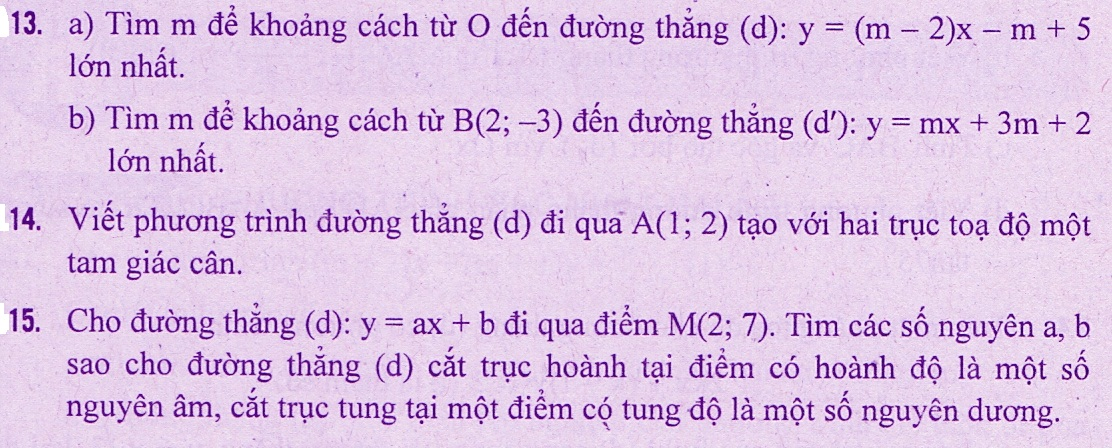 13. a) Tìm m để khoảng cách từ O đến đường thẳng (d): y = (m − 2)x − m + 5
lớn nhất.
b) Tìm m để khoảng cách từ B(2; −3) đến đường thẳng (d′): y = mx + 3m + 2
lớn nhất.
14. Viết phương trình đường thẳng (d) đi qua A(1; 2) tạo với hai trục toạ độ một
tam giác cân.
15. Cho đường thẳng (d): y = ax + b đi qua điểm M(2; 7). Tìm các số nguyên a, b
sao cho đường thẳng (d) cắt trục hoành tại điểm có hoành độ là một số
nguyên âm, cắt trục tung tại một điểm có tung độ là một số nguyên dương.